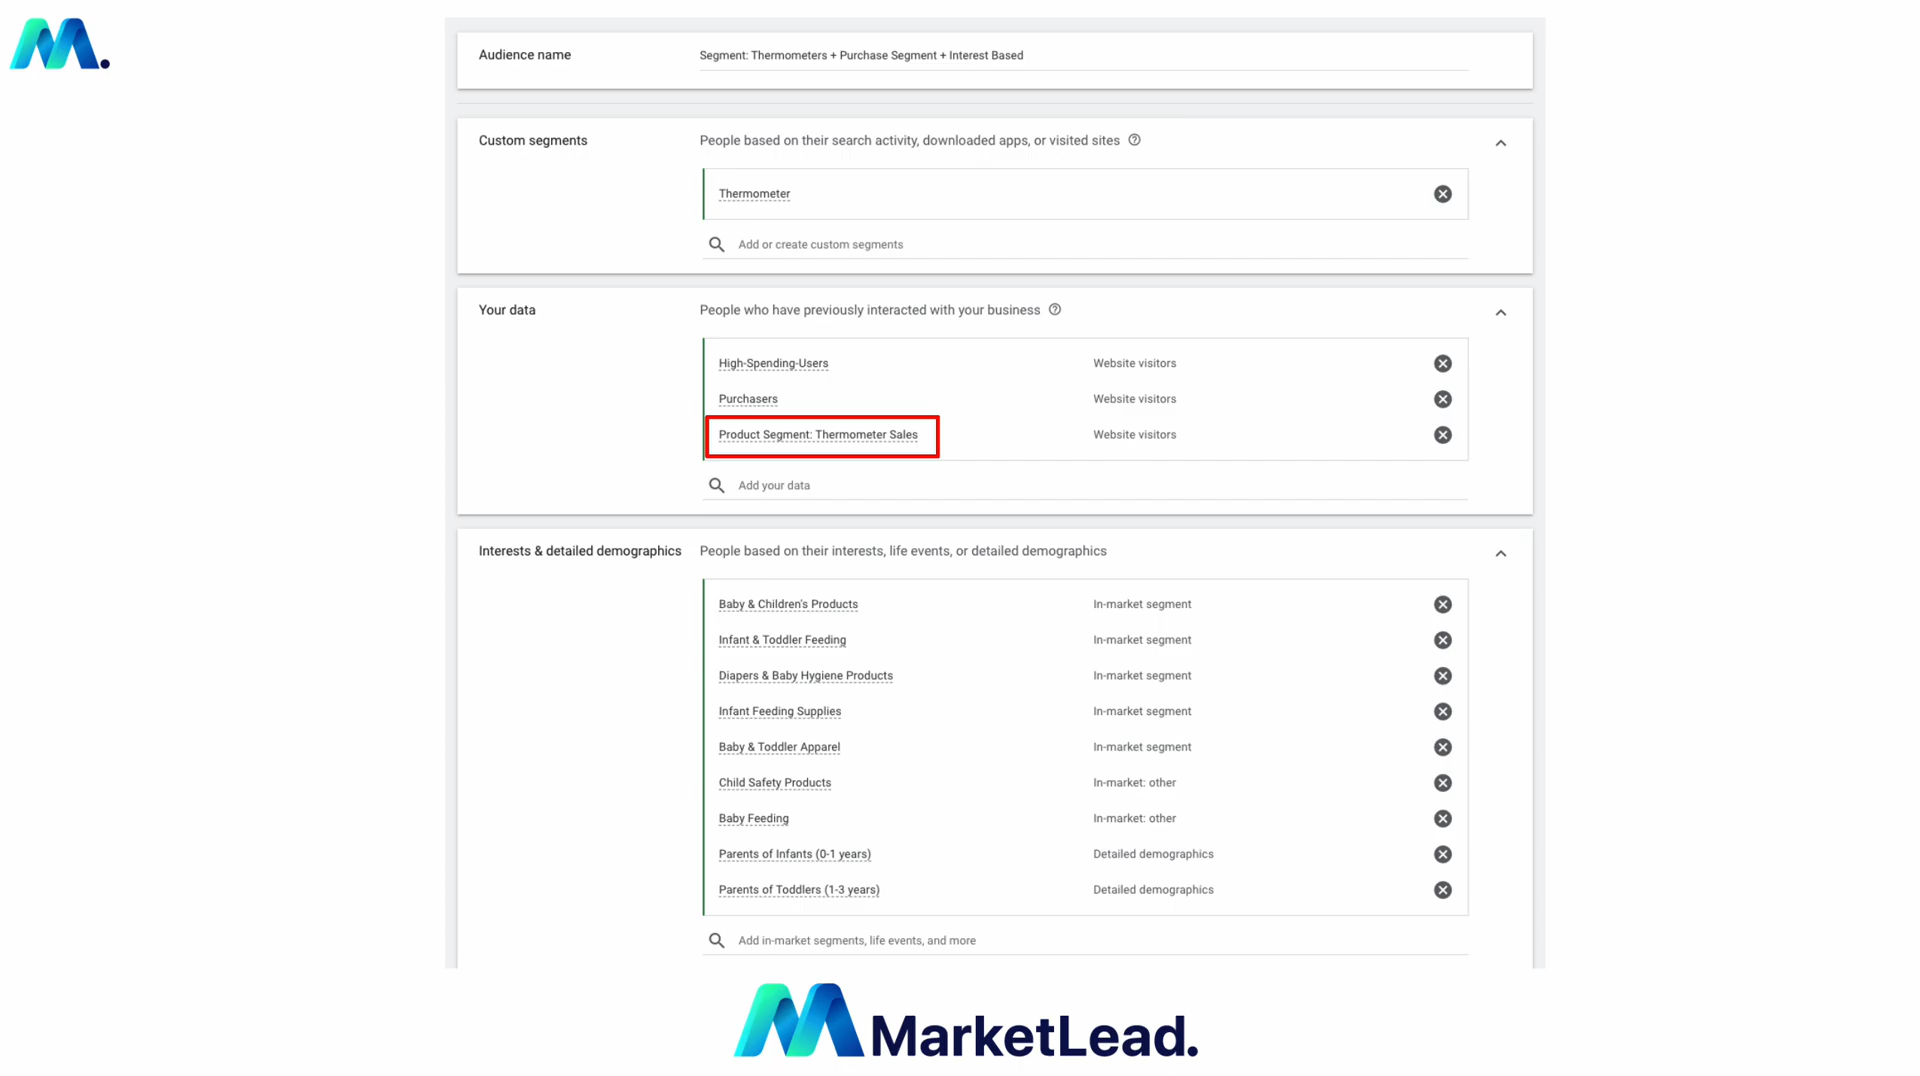 M.
Audience name
Segment: Thermometers + Purchase Segment + Interest Based
Custom segments
People based on their search activity, downloaded apps, or visited sites
Thermometer
Add or create custom segments
Your data
People who have previously interacted with your business
High-Spending-Users Website visitors
Purchasers Website visitors
Product Segment: Thermometer Sales Website visitors
Add your data
Interests & detailed demographics
People based on their interests, life events, or detailed demographics
Baby & Children's Products In-market segment
Infant & Toddler Feeding In-market segment
Diapers & Baby Hygiene Products In-market segment
Infant Feeding Supplies In-market segment
Baby & Toddler Apparel In-market segment
Child Safety Products In-market: other
Baby Feeding In-market: other
Parents of Infants (0-1 years) Detailed demographics
Parents of Toddlers (1-3 years) Detailed demographics
Add in-market segments, life events, and more
MarketLead.